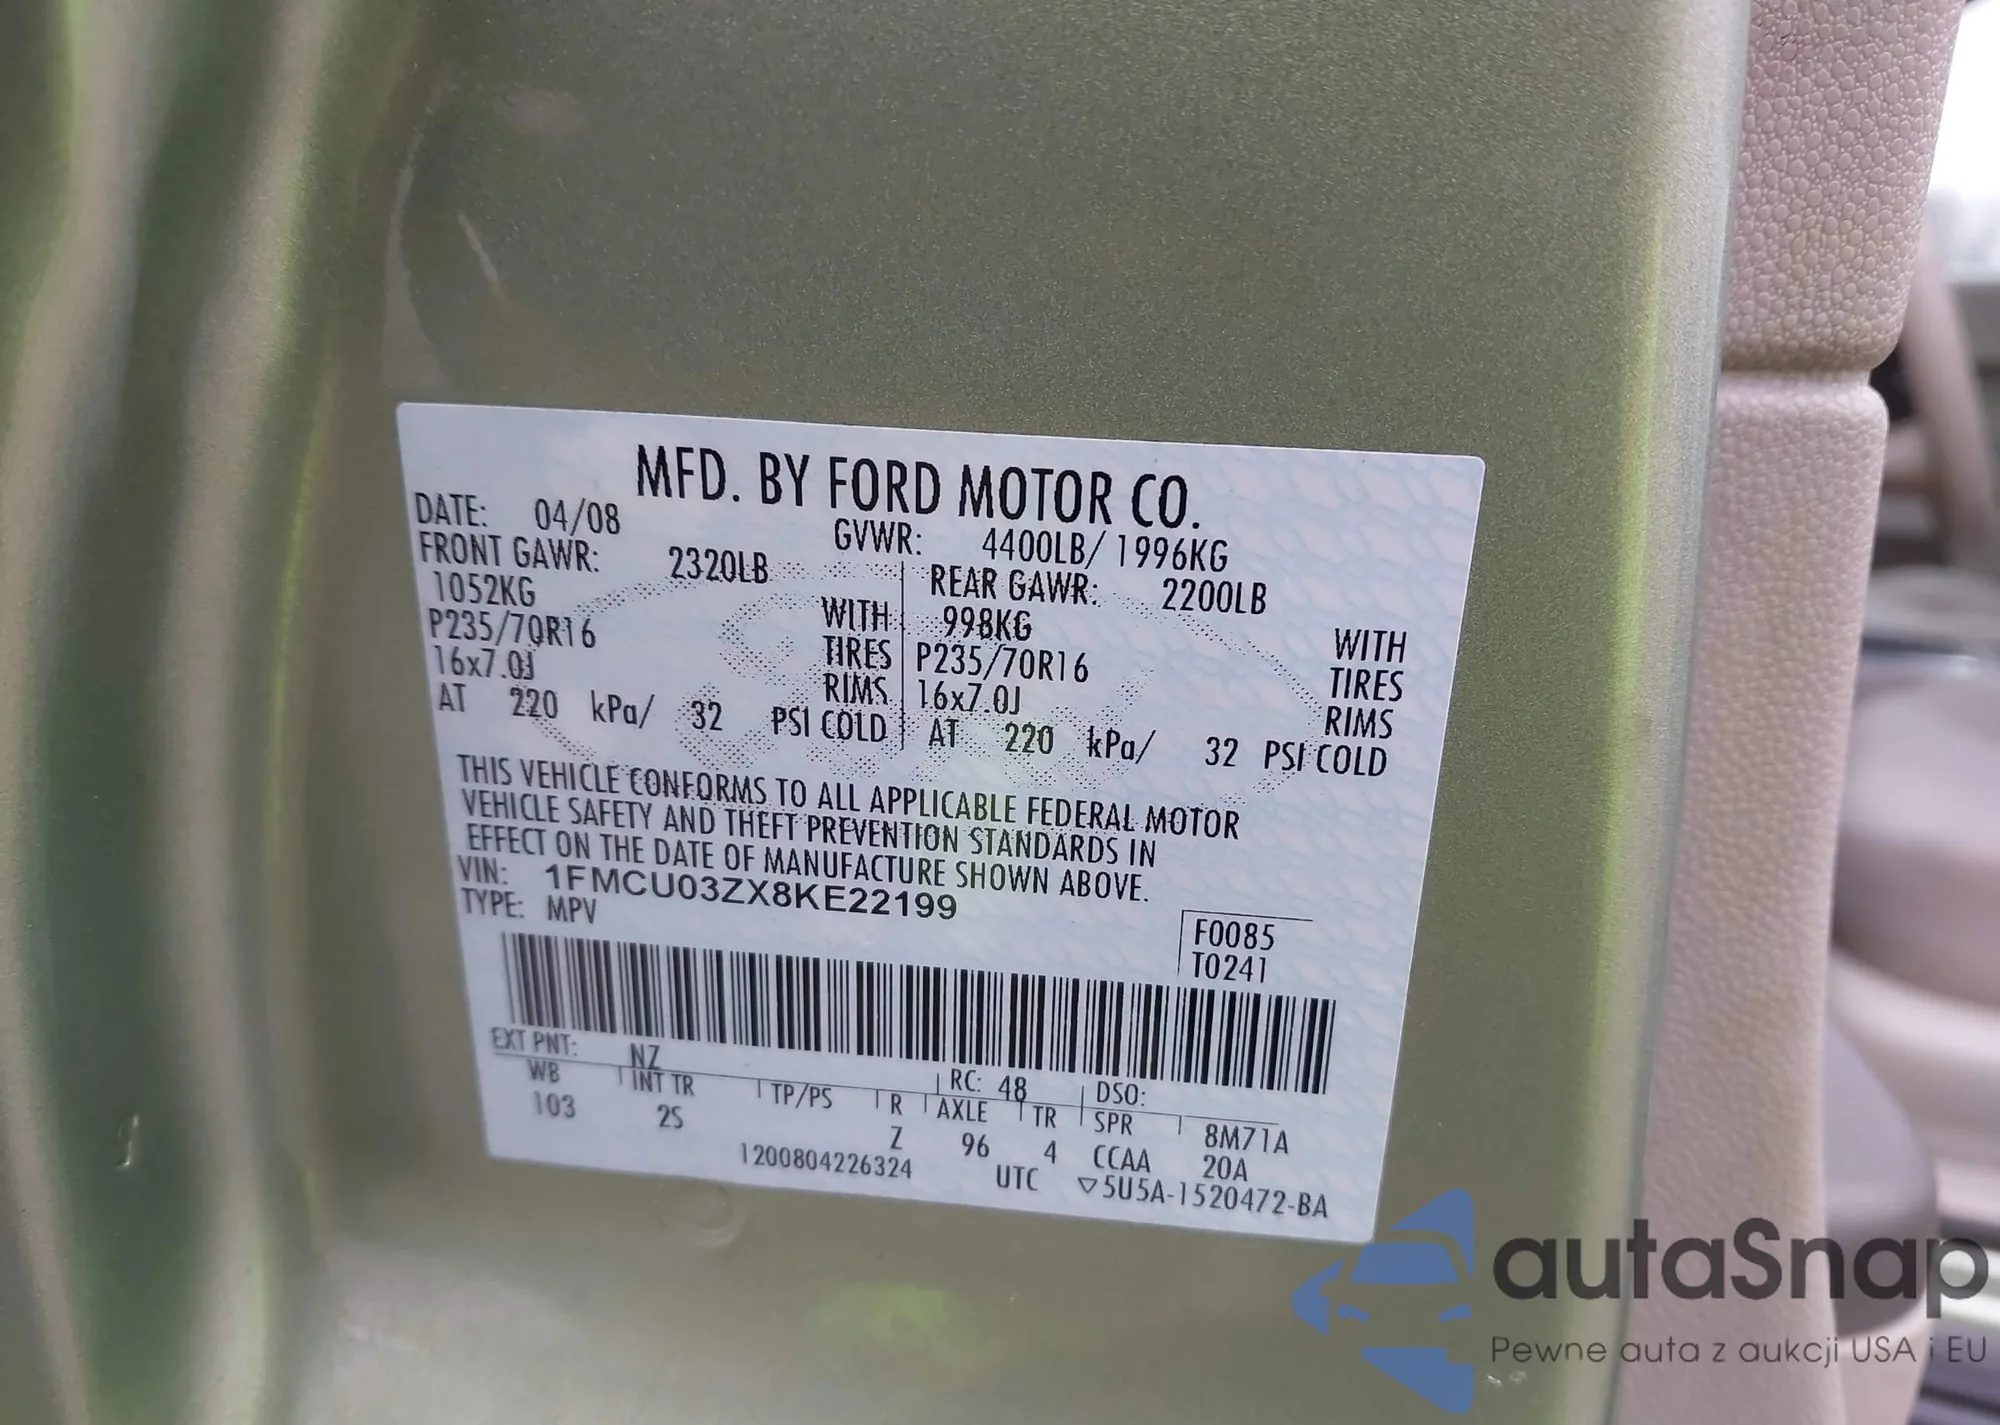 MFD. BY FORD MOTOR CO.
DATE: 04/08 GVWR: 4400LB/ 1996KG
FRONT GAWR: 2320LB REAR GAWR: 2200LB
1052KG WITH 998KG WITH
P235/70R16 TIRES P235/70R16 TIRES
16x7.0J RIMS 16x7.0J RIMS
AT 220 kPa/ 32 PSI COLD AT 220 kPa/ 32 PSI COLD
THIS VEHICLE CONFORMS TO ALL APPLICABLE FEDERAL MOTOR
VEHICLE SAFETY AND THEFT PREVENTION STANDARDS IN
EFFECT ON THE DATE OF MANUFACTURE SHOWN ABOVE.
VIN: 1FMCU03ZX8KE22199
TYPE: MPV
F0085
T0241
EXT PNT: NZ RC: 48 DSO:
WB INT TR TP/PS R AXLE TR SPR 8M71A
103 2S Z 96 4 CCAA 20A
1200804226324 UTC ▽5U5A-1520472-BA
autaSnap
Pewne auta z aukcji USA i EU